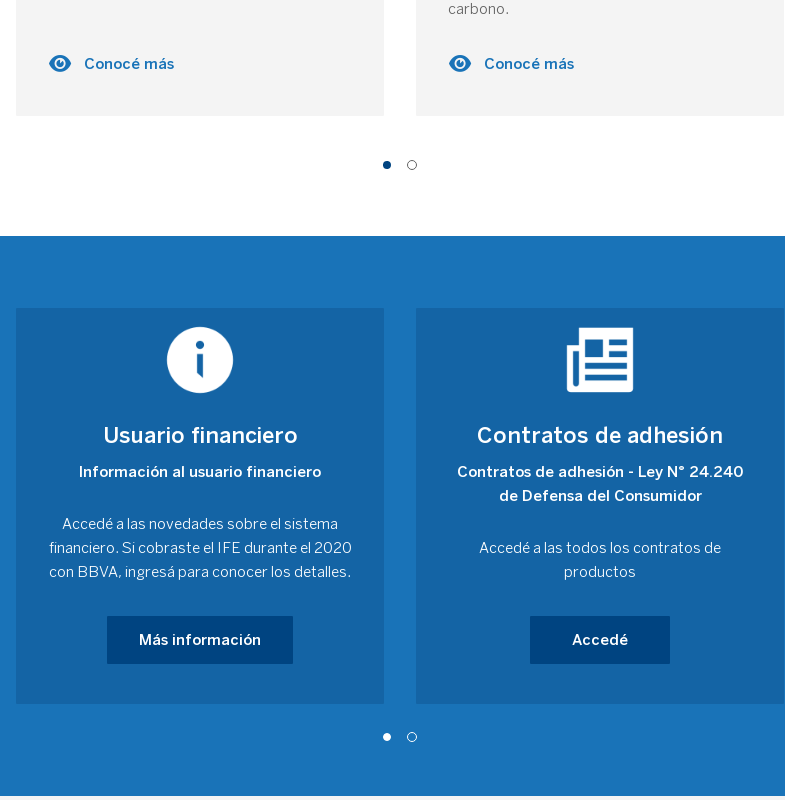 carbono.
Conocé más
Conocé más
Usuario financiero
Información al usuario financiero
Accedé a las novedades sobre el sistema
financiero. Si cobraste el IFE durante el 2020
con BBVA, ingresá para conocer los detalles.
Más información
Contratos de adhesión
Contratos de adhesión - Ley N° 24.240
de Defensa del Consumidor
Accedé a las todos los contratos de
productos
Accedé